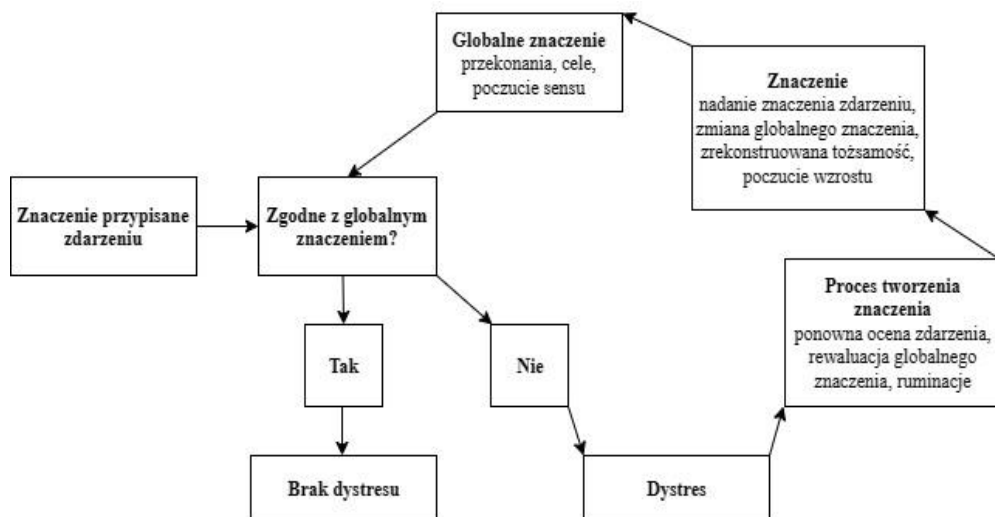 Globalne znaczenie
przekonania, cele,
poczucie sensu
Znaczenie
nadanie znaczenia zdarzeniu,
zmiana globalnego znaczenia,
zrekonstruowana tożsamość,
poczucie wzrostu
Znaczenie przypisane
zdarzeniu
Zgodne z globalnym
znaczeniem?
Proces tworzenia
znaczenia
ponowna ocena zdarzenia,
rewaluacja globalnego
znaczenia, ruminacje
Tak
Nie
Brak dystresu
Dystres